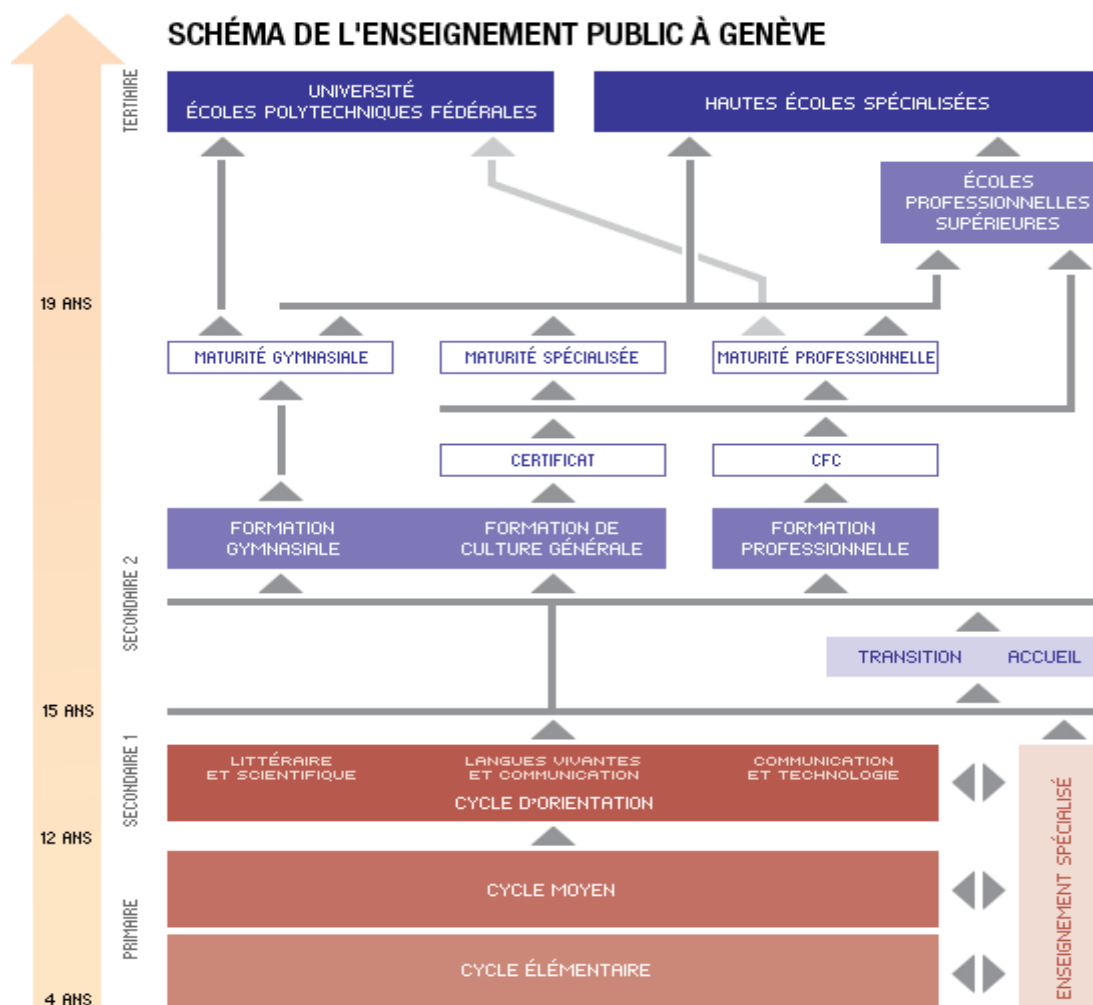 SCHÉMA DE L'ENSEIGNEMENT PUBLIC À GENÈVE
TERTIAIRE
UNIVERSITÉ
ÉCOLES POLYTECHNIQUES FÉDÉRALES
HAUTES ÉCOLES SPÉCIALISÉES
ÉCOLES
PROFESSIONNELLES
SUPÉRIEURES
19 ANS
MATURITÉ GYMNASIALE
MATURITÉ SPÉCIALISÉE
MATURITÉ PROFESSIONNELLE
CERTIFICAT
CFC
SECONDAIRE 2
FORMATION
GYMNASIALE
FORMATION DE
CULTURE GÉNÉRALE
FORMATION
PROFESSIONNELLE
TRANSITION
ACCUEIL
15 ANS
SECONDAIRE 1
LITTÉRAIRE
ET SCIENTIFIQUE
LANGUES VIVANTES
ET COMMUNICATION
COMMUNICATION
ET TECHNOLOGIE
CYCLE D'ORIENTATION
ENSEIGNEMENT SPÉCIALISÉ
12 ANS
PRIMAIRE
CYCLE MOYEN
CYCLE ÉLÉMENTAIRE
4 ANS